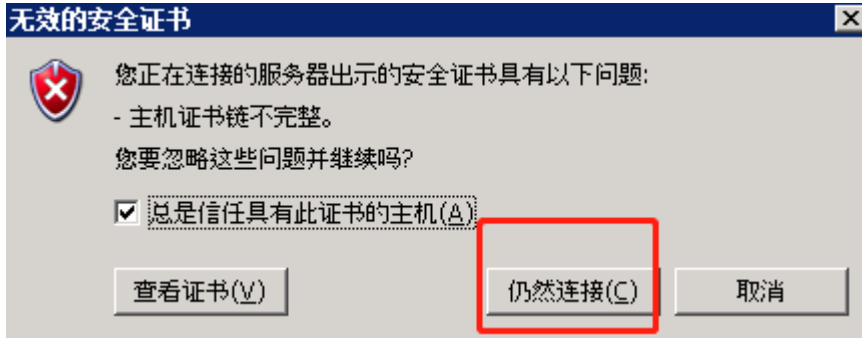 无效的安全证书
您正在连接的服务器出示的安全证书具有以下问题:
- 主机证书链不完整。
您要忽略这些问题并继续吗?
总是信任具有此证书的主机(A)
查看证书(V) 仍然连接(C) 取消